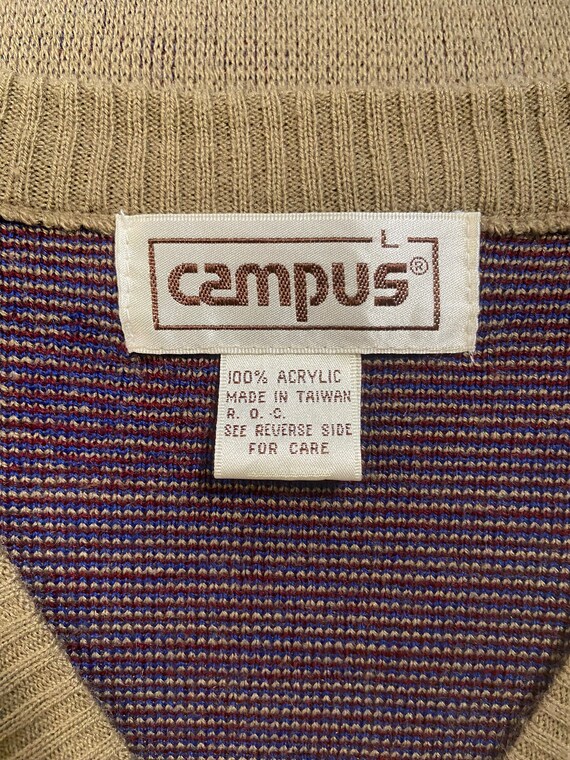 L
campus®
100% ACRYLIC
MADE IN TAIWAN
R. O. C.
SEE REVERSE SIDE
FOR CARE